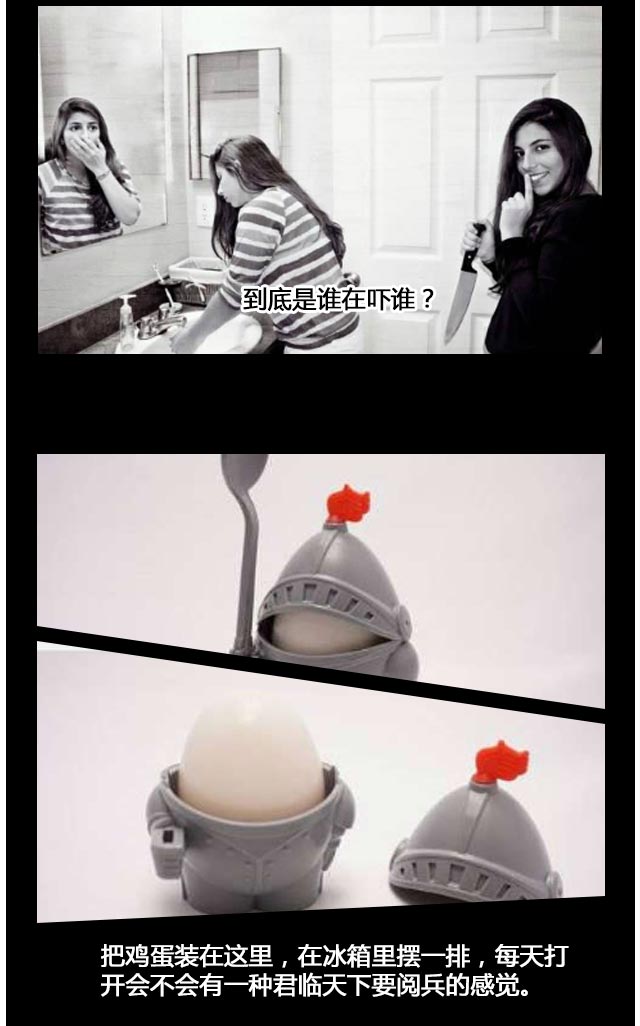 到底是谁在吓谁？
把鸡蛋装在这里，在冰箱里摆一排，每天打
开会不会有一种君临天下要阅兵的感觉。